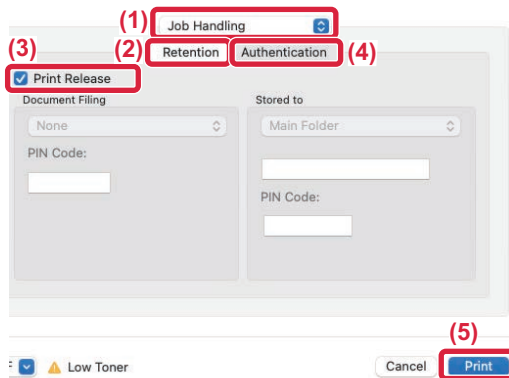 (1) Job Handling
(2) Retention Authentication (4)
(3)
Print Release
Document Filing Stored to
None Main Folder
PIN Code:
PIN Code:
(5)
Low Toner Cancel Print